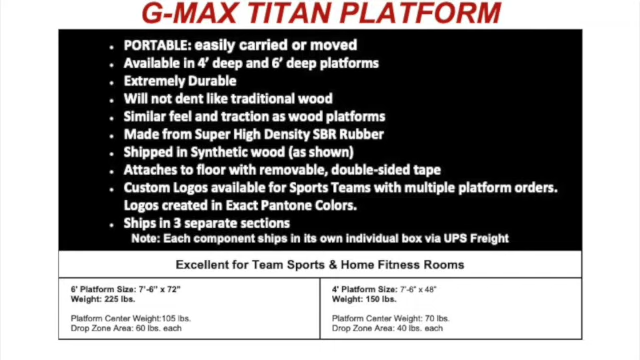 G-MAX TITAN PLATFORM
• PORTABLE: easily carried or moved
• Available in 4' deep and 6' deep platforms
• Extremely Durable
• Will not dent like traditional wood
• Similar feel and traction as wood platforms
• Made from Super High Density SBR Rubber
• Shipped in Synthetic wood (as shown)
• Attaches to floor with removable, double-sided tape
• Custom Logos available for Sports Teams with multiple platform orders.
Logos created in Exact Pantone Colors.
• Ships in 3 separate sections
Note: Each component ships in its own individual box via UPS Freight
Excellent for Team Sports & Home Fitness Rooms
6' Platform Size: 7'-6" x 72"
Weight: 225 lbs.
Platform Center Weight:105 lbs.
Drop Zone Area: 60 lbs. each
4' Platform Size: 7'-6" x 48"
Weight: 150 lbs.
Platform Center Weight: 70 lbs.
Drop Zone Area: 40 lbs. each